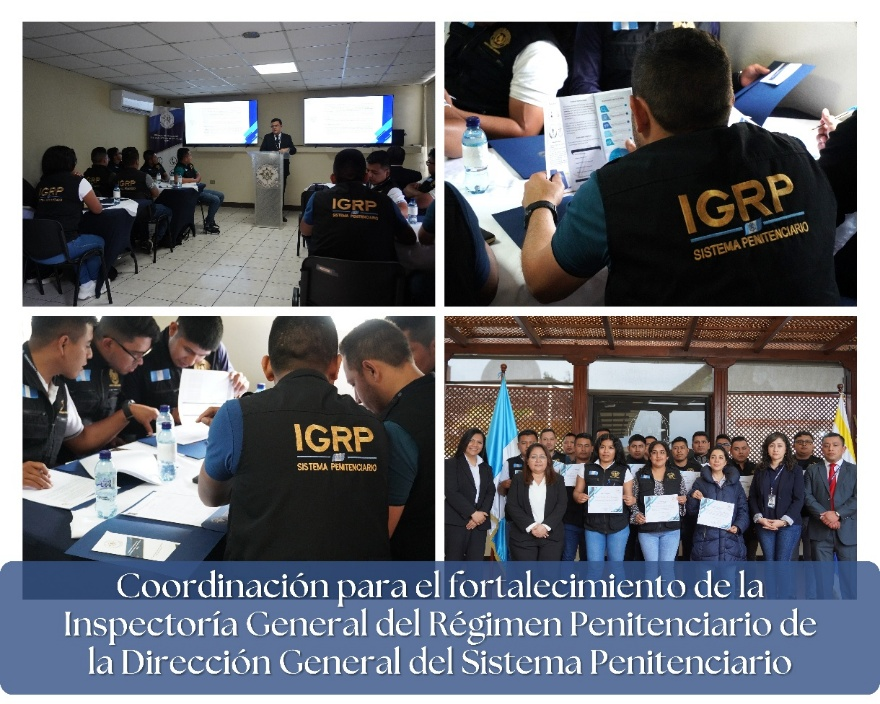 IGRP
IGRP
IGRP
SISTEMA PENITENCIARIO
IGRP
SISTEMA PENITENCIARIO
IGRP
SISTEMA PENITENCIARIO
Coordinación para el fortalecimiento de la
Inspectoría General del Régimen Penitenciario de
la Dirección General del Sistema Penitenciario